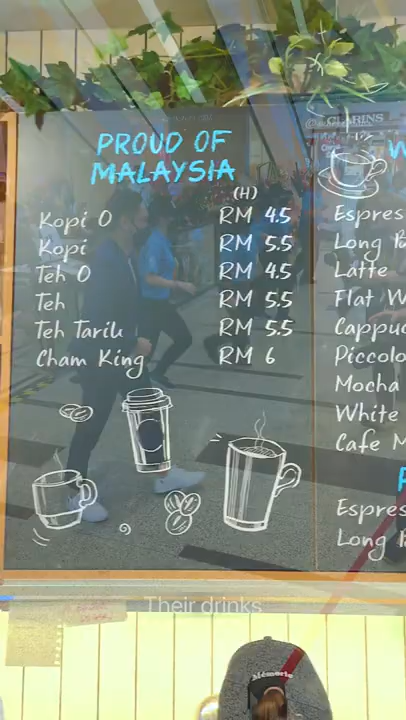 PROUD OF
MALAYSIA
(H)
Kopi O RM 4.5
Kopi RM 5.5
Teh O RM 4.5
Teh RM 5.5
Teh Tarik RM 5.5
Cham King RM 6
CLARINS
W
Espres
Long B
Latte
Flat W
Cappuc
Piccolo
Mocha
White
Cafe M
Espres
Long B
Their drinks
Mémoris